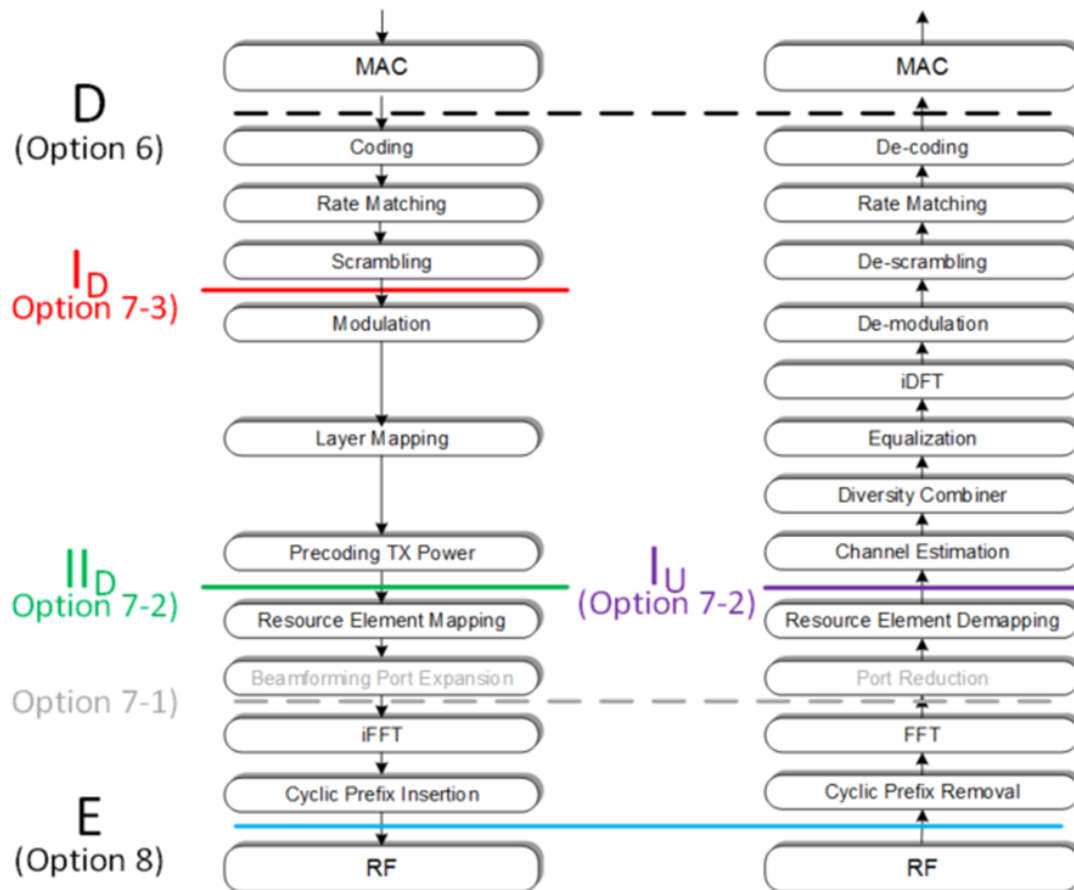 MAC
MAC
D
(Option 6)
Coding
De-coding
Rate Matching
Rate Matching
I_D
Option 7-3)
Scrambling
De-scrambling
Modulation
De-modulation
iDFT
Layer Mapping
Equalization
Diversity Combiner
II_D
Option 7-2)
Precoding TX Power
I_U
(Option 7-2)
Channel Estimation
Resource Element Mapping
Resource Element Demapping
Beamforming Port Expansion
Port Reduction
Option 7-1)
iFFT
FFT
Cyclic Prefix Insertion
Cyclic Prefix Removal
E
(Option 8)
RF
RF